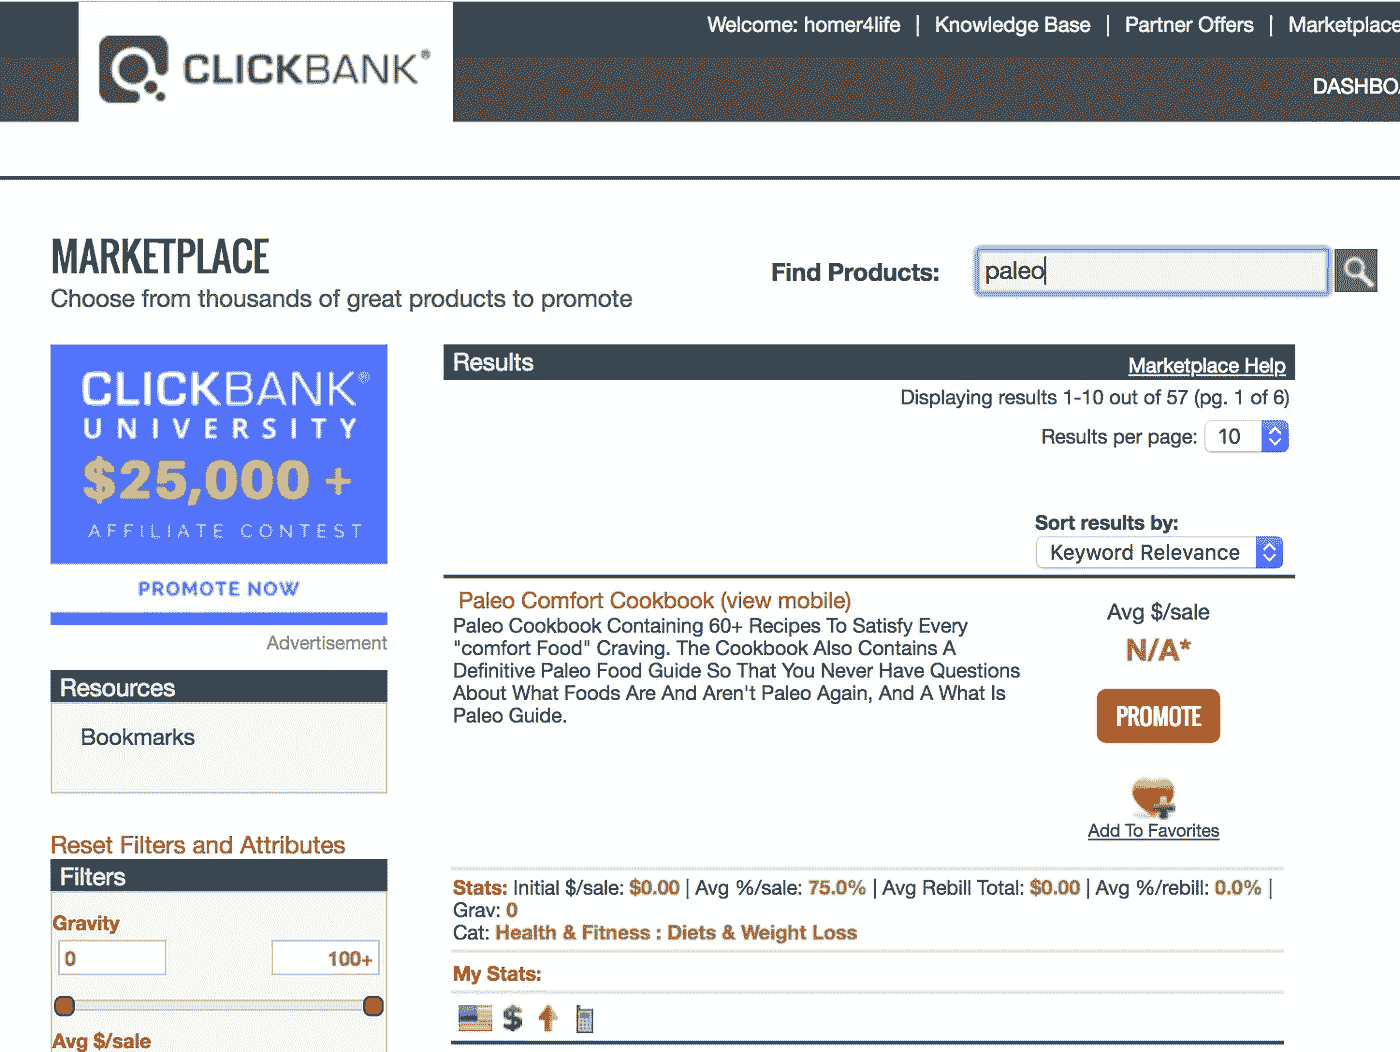 Welcome: homer4life | Knowledge Base | Partner Offers | Marketplace
CLICKBANK®
DASHBOA
MARKETPLACE
Choose from thousands of great products to promote
Find Products: paleo
CLICKBANK®
UNIVERSITY
$25,000 +
AFFILIATE CONTEST
PROMOTE NOW
Advertisement
Resources
Bookmarks
Reset Filters and Attributes
Filters
Gravity
0 100+
Avg $/sale
Results Marketplace Help
Displaying results 1-10 out of 57 (pg. 1 of 6)
Results per page: 10
Sort results by:
Keyword Relevance
Paleo Comfort Cookbook (view mobile)
Paleo Cookbook Containing 60+ Recipes To Satisfy Every
"comfort Food" Craving. The Cookbook Also Contains A
Definitive Paleo Food Guide So That You Never Have Questions
About What Foods Are And Aren't Paleo Again, And A What Is
Paleo Guide.
Avg $/sale
N/A*
PROMOTE
Add To Favorites
Stats: Initial $/sale: $0.00 | Avg %/sale: 75.0% | Avg Rebill Total: $0.00 | Avg %/rebill: 0.0% |
Grav: 0
Cat: Health & Fitness : Diets & Weight Loss
My Stats: